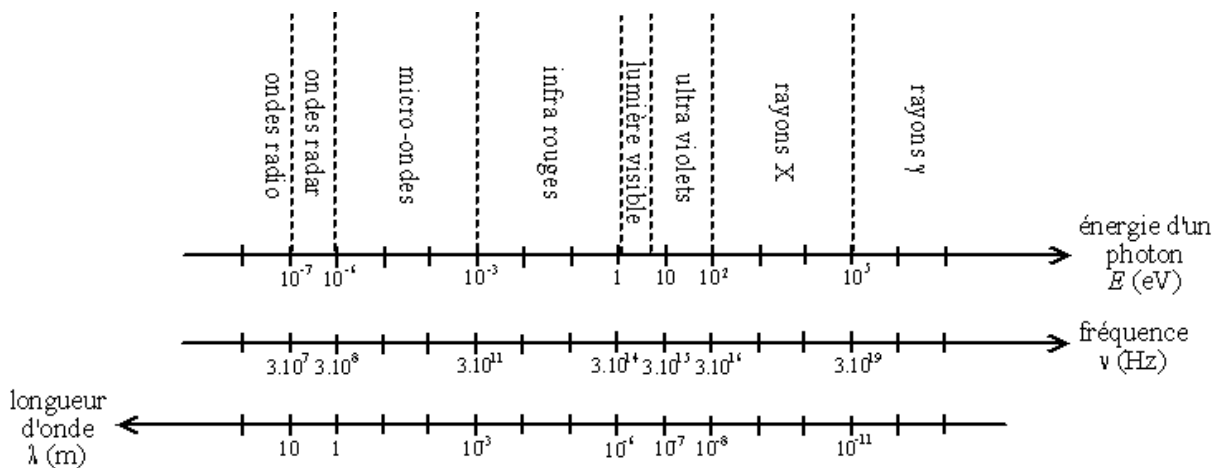 ondes radio
ondes radar
micro-ondes
infra rouges
lumière visible
ultra violets
rayons X
rayons γ
10⁻⁷ 10⁻⁶ 10⁻³ 1 10 10² 10⁵
énergie d'un
photon
E (eV)
3.10⁷ 3.10⁸ 3.10¹¹ 3.10¹⁴ 3.10¹⁵ 3.10¹⁶ 3.10¹⁹
fréquence
ν (Hz)
longueur
d'onde
λ (m)
10 1 10⁻³ 10⁻⁶ 10⁻⁷ 10⁻⁸ 10⁻¹¹